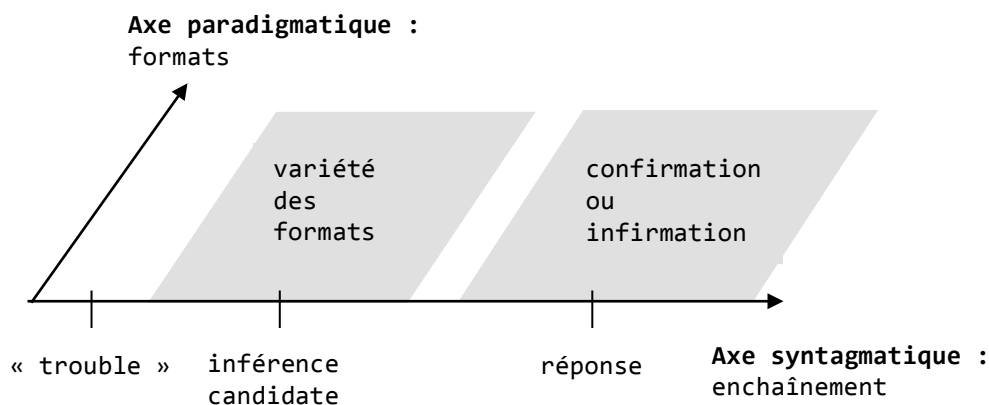 Axe paradigmatique :
formats
variété
des
formats
confirmation
ou
infirmation
« trouble »
inférence
candidate
réponse
Axe syntagmatique :
enchaînement